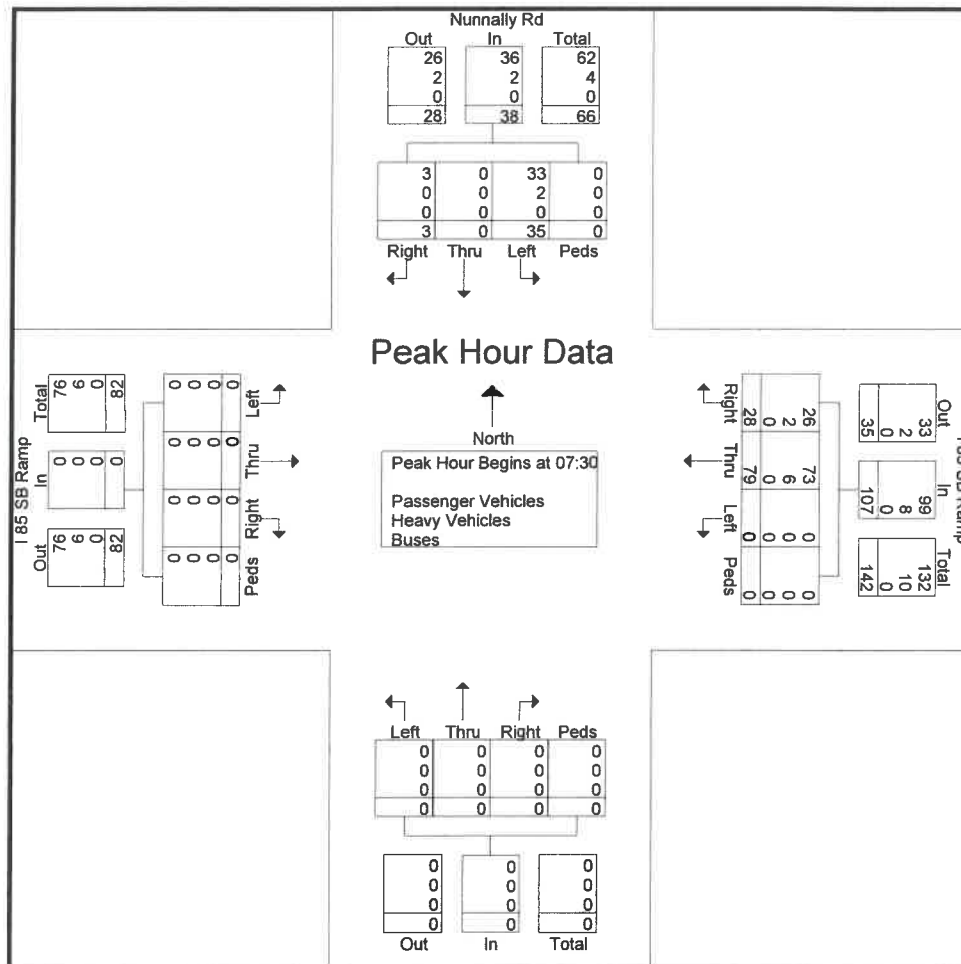 Nunnally Rd
Out In Total
26 36 62
2 2 4
0 0 0
28 38 66
3 0 33 0
0 0 2 0
0 0 0 0
3 0 35 0
Right Thru Left Peds
Peak Hour Data
North
Peak Hour Begins at 07:30
Passenger Vehicles
Heavy Vehicles
Buses
I 85 SB Ramp
Out In Total
76 0 76
6 0 6
0 0 0
82 0 82
0 0 0 0
0 0 0 0
0 0 0 0
0 0 0 0
Left Thru Right Peds
Right Thru Left Peds
26 73 0 0
2 6 0 0
0 0 0 0
28 79 0 0
Out In Total
33 99 132
2 8 10
0 0 0
35 107 142
SB Ramp
Left Thru Right Peds
0 0 0 0
0 0 0 0
0 0 0 0
0 0 0 0
0 0 0
0 0 0
0 0 0
0 0 0
Out In Total